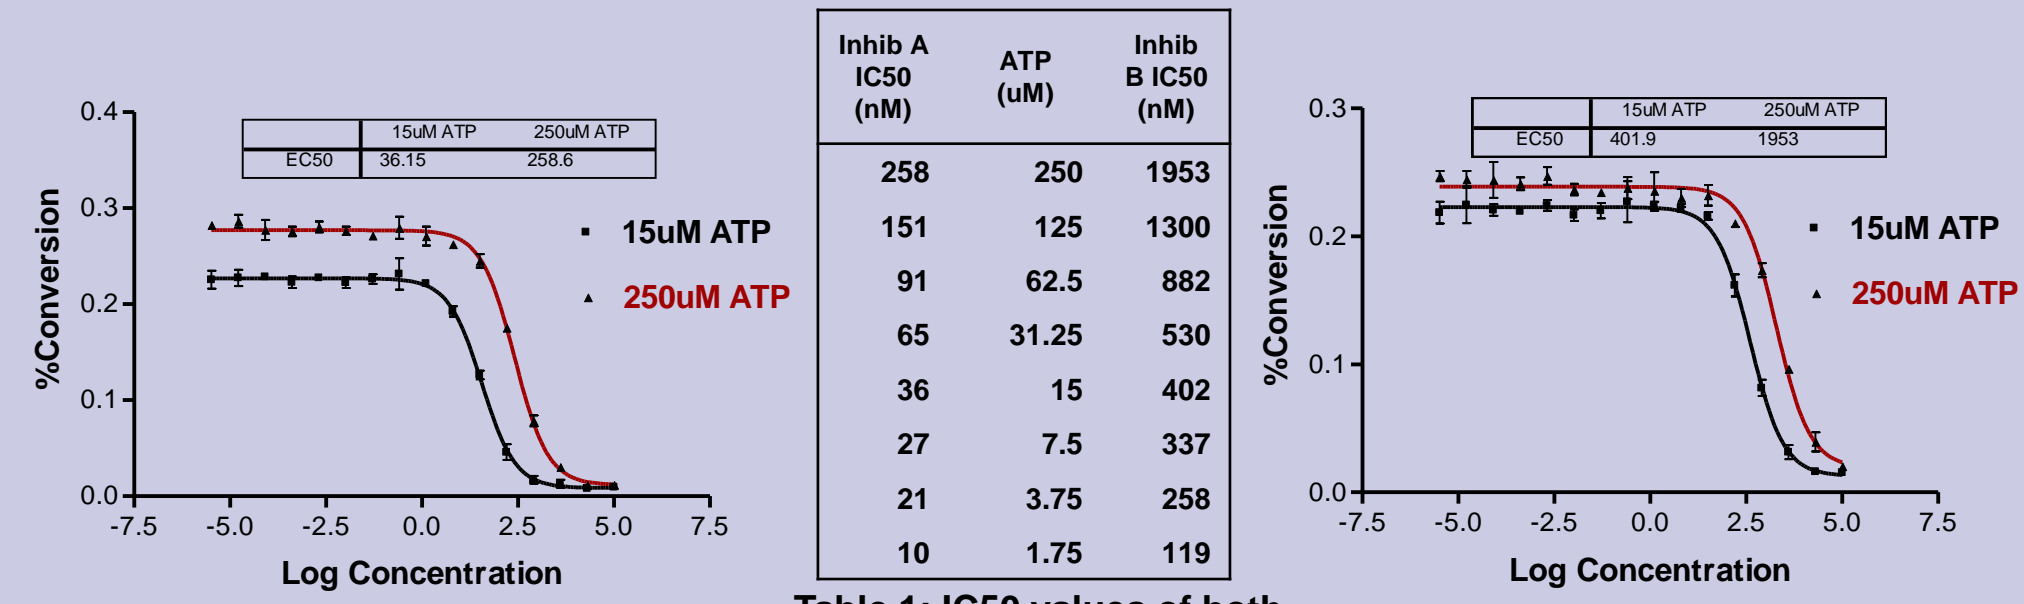 0.4
0.3
0.2
0.1
0.0
-7.5 -5.0 -2.5 0.0 2.5 5.0 7.5
%Conversion
Log Concentration
15uM ATP 250uM ATP
EC50 36.15 258.6
15uM ATP
250uM ATP
Inhib A IC50 (nM) ATP (uM) Inhib B IC50 (nM)
258 250 1953
151 125 1300
91 62.5 882
65 31.25 530
36 15 402
27 7.5 337
21 3.75 258
10 1.75 119
Table 1: IC50 values of both
0.3
0.2
0.1
0.0
-7.5 -5.0 -2.5 0.0 2.5 5.0 7.5
%Conversion
Log Concentration
15uM ATP 250uM ATP
EC50 401.9 1953
15uM ATP
250uM ATP